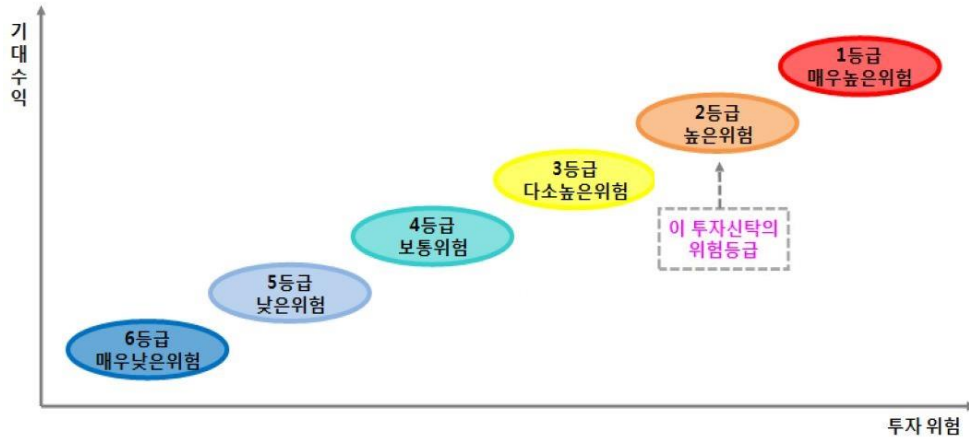 기
대
수
익
1등급
매우높은위험
2등급
높은위험
3등급
다소높은위험
이 투자신탁의
위험등급
4등급
보통위험
5등급
낮은위험
6등급
매우낮은위험
투자 위험